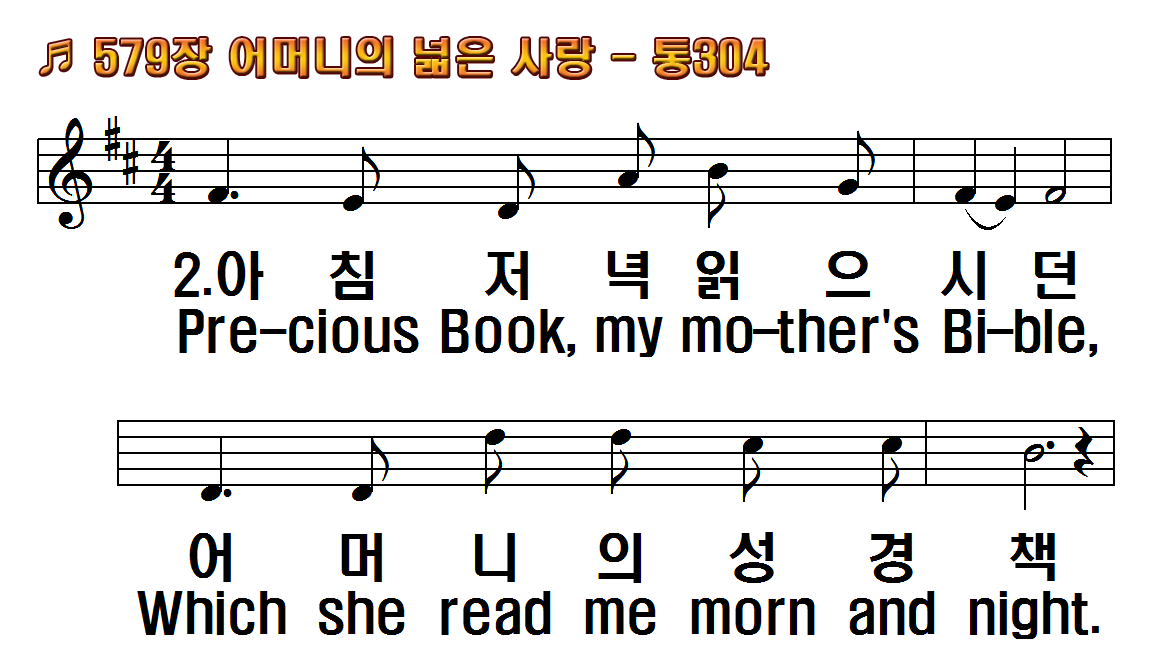 ♬ 579장 어머니의 넓은 사랑 - 통304
4
4
2.아 침 저 녁 읽 으 시 던
Pre-cious Book, my mo-ther's Bi-ble,
어 머 니 의 성 경 책
Which she read me morn and night.